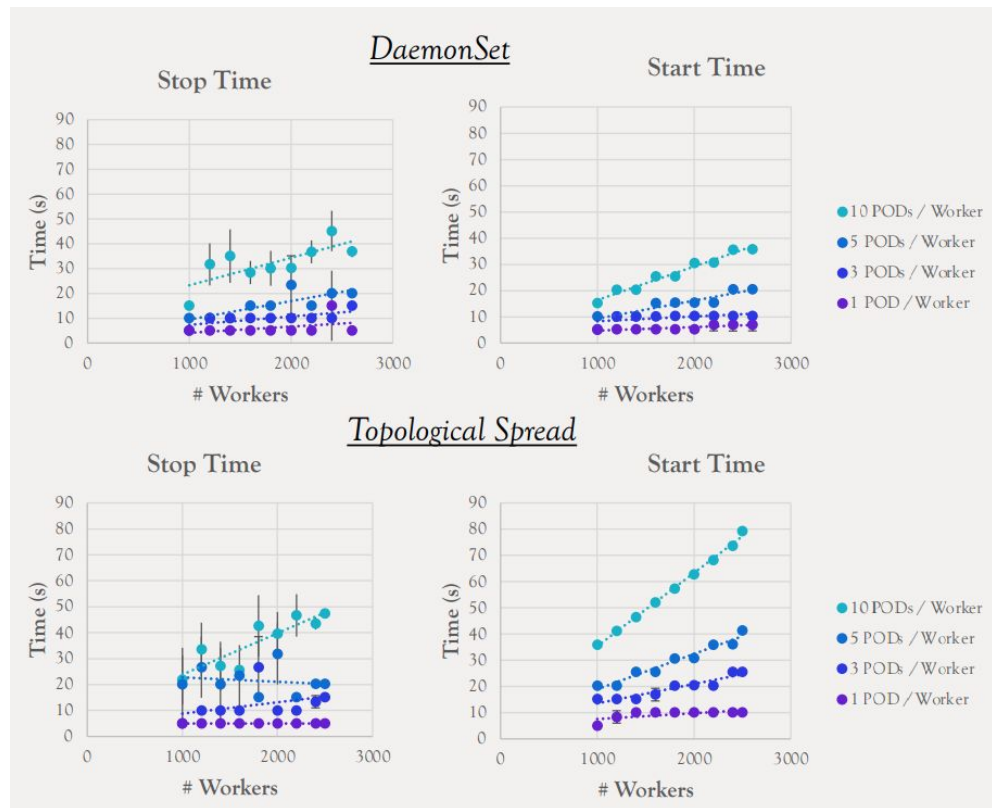 DaemonSet
Stop Time
Start Time
90
80
70
60
50
40
30
20
10
0
Time (s)
0 1000 2000 3000
# Workers
90
80
70
60
50
40
30
20
10
0
Time (s)
0 1000 2000 3000
# Workers
10 PODs / Worker
5 PODs / Worker
3 PODs / Worker
1 POD / Worker
Topological Spread
Stop Time
Start Time
90
80
70
60
50
40
30
20
10
0
Time (s)
0 1000 2000 3000
# Workers
90
80
70
60
50
40
30
20
10
0
Time (s)
0 1000 2000 3000
# Workers
10 PODs / Worker
5 PODs / Worker
3 PODs / Worker
1 POD / Worker